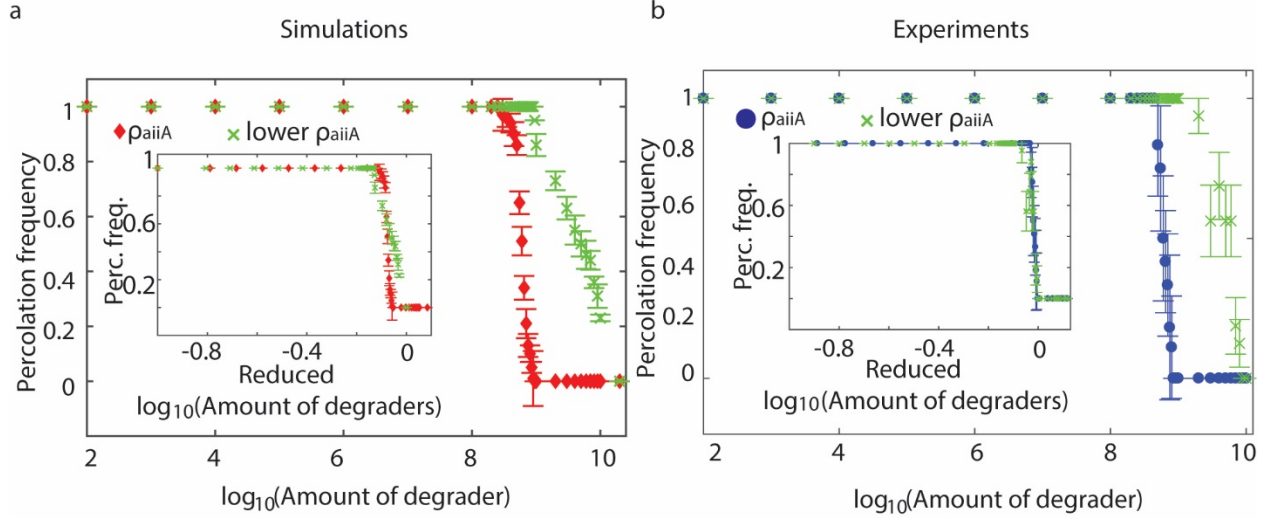 a
Simulations
Percolation frequency
1
0.8
0.6
0.4
0.2
0
ρaiiA
lower ρaiiA
Perc. freq.
1
0.6
0.2
-0.8
-0.4
0
Reduced
log10(Amount of degraders)
2
4
6
8
10
log10(Amount of degrader)
b
Experiments
Percolation frequency
1
0.8
0.6
0.4
0.2
0
ρaiiA
lower ρaiiA
Perc. freq.
1
0.6
0.2
-0.8
-0.4
0
Reduced
log10(Amount of degraders)
2
4
6
8
10
log10(Amount of degrader)